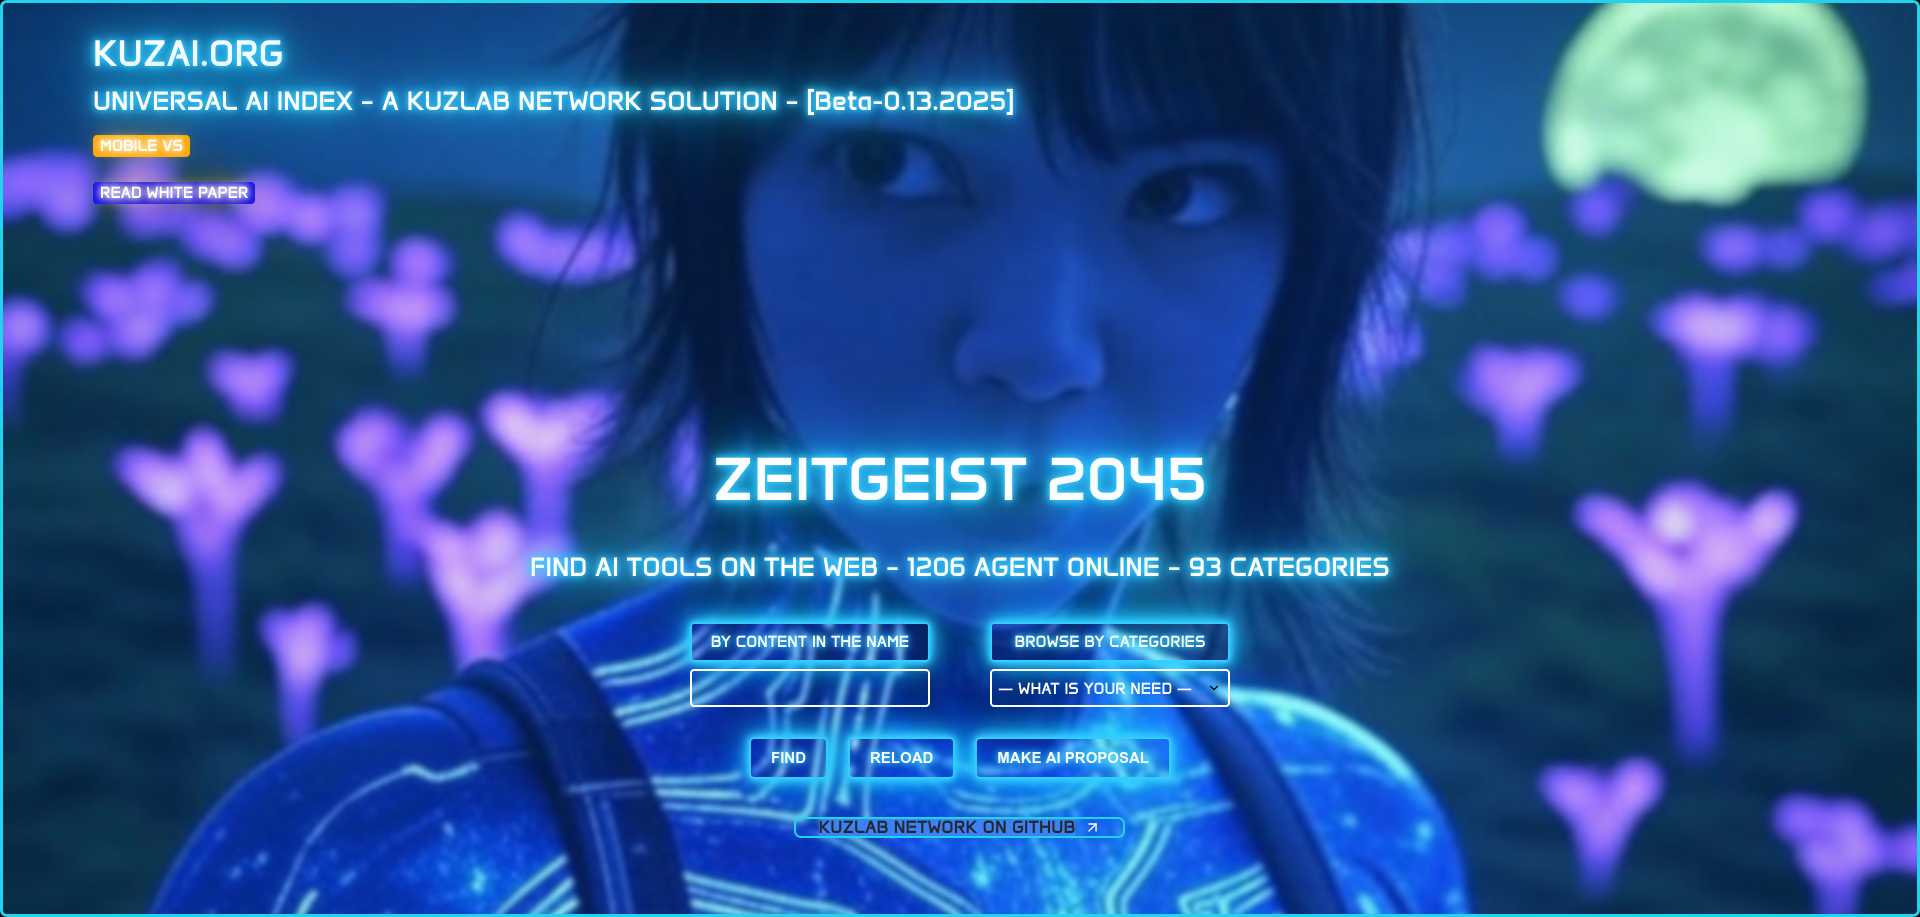 KUZAI.ORG
UNIVERSAL AI INDEX - A KUZLAB NETWORK SOLUTION - [Beta-0.13.2025]
MOBILE VS
READ WHITE PAPER
ZEITGEIST 2045
FIND AI TOOLS ON THE WEB - 1206 AGENT ONLINE - 93 CATEGORIES
BY CONTENT IN THE NAME
BROWSE BY CATEGORIES
— WHAT IS YOUR NEED —
FIND
RELOAD
MAKE AI PROPOSAL
KUZLAB NETWORK ON GITHUB